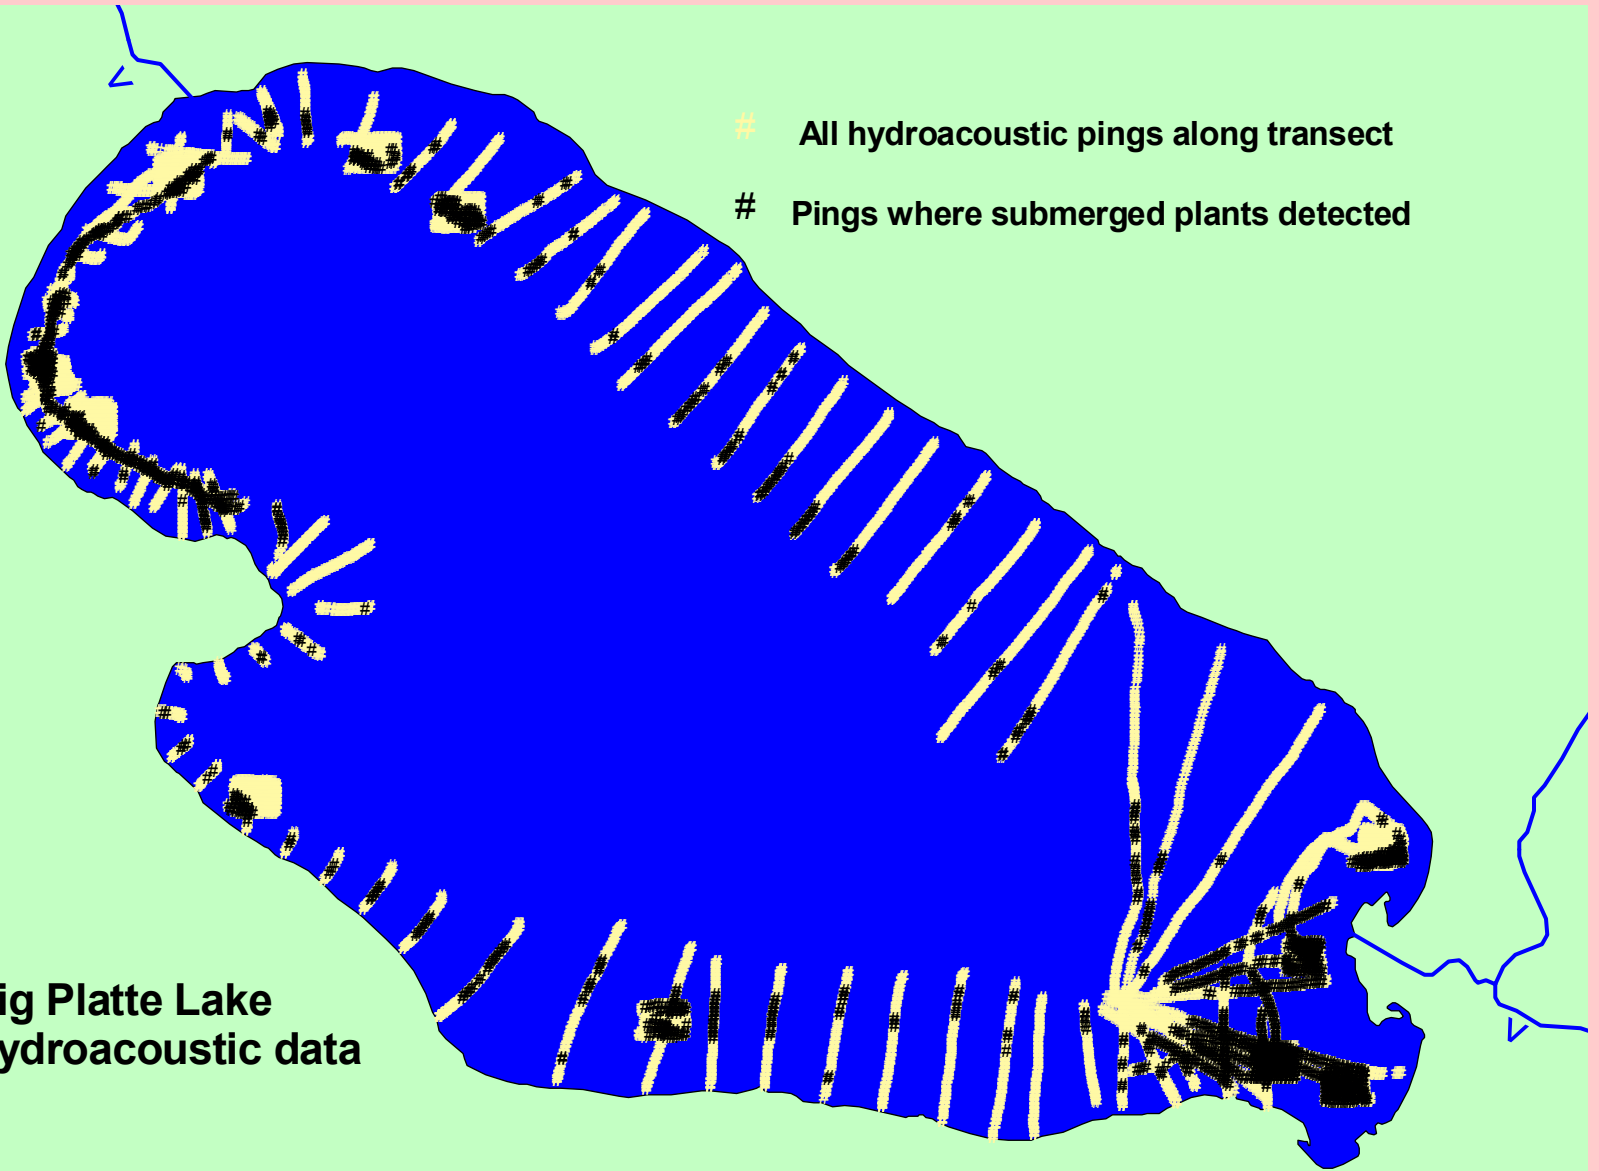 # All hydroacoustic pings along transect
# Pings where submerged plants detected
ig Platte Lake
ydroacoustic data